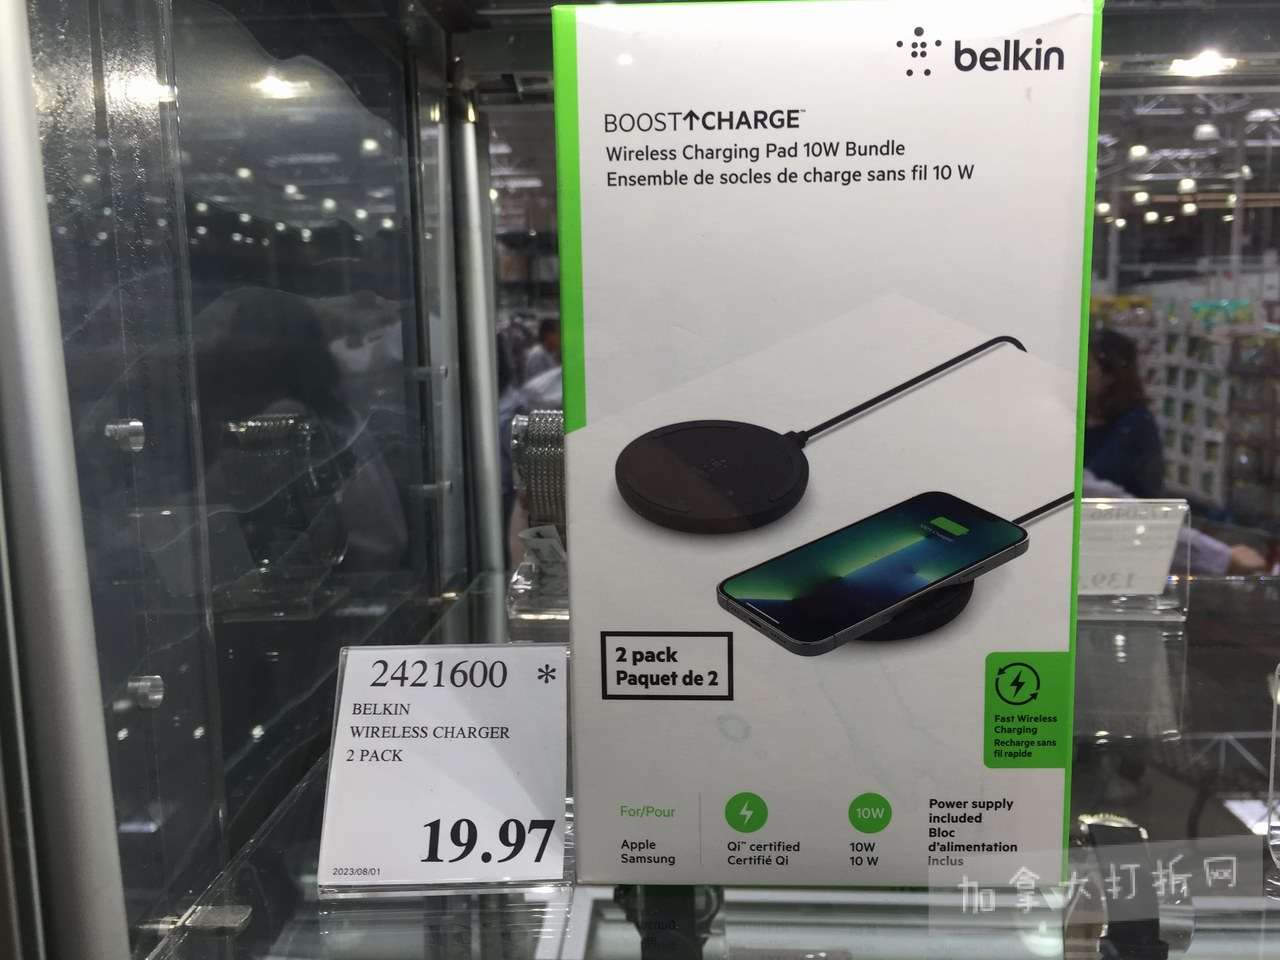 belkin
BOOST↑CHARGE™
Wireless Charging Pad 10W Bundle
Ensemble de socles de charge sans fil 10 W
2 pack
Paquet de 2
Fast Wireless
Charging
Recharge sans
fil rapide
For/Pour
Apple
Samsung
Qi™ certified
Certifié Qi
10W
10W
10 W
Power supply
included
Bloc
d'alimentation
inclus
2421600 *
BELKIN
WIRELESS CHARGER
2 PACK
19.97
2023/08/01
加拿大打折网